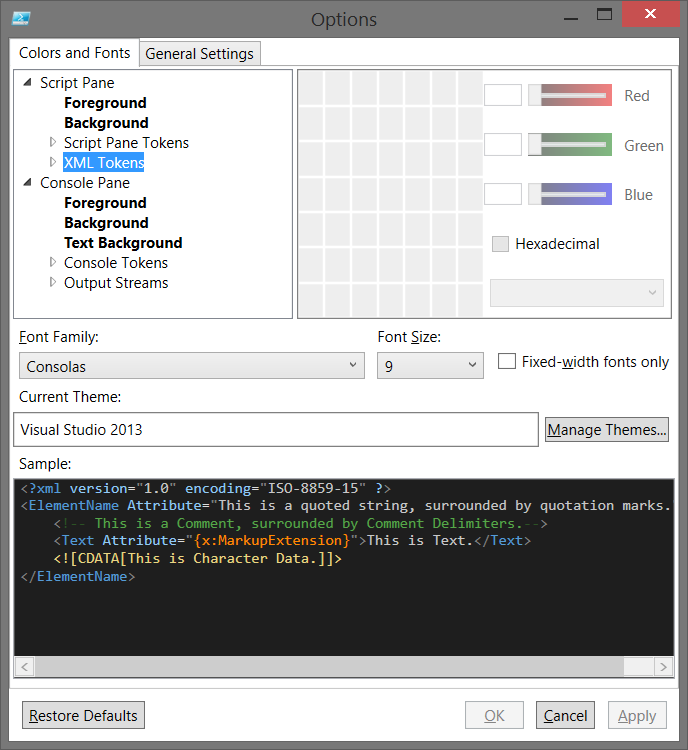 Options
Colors and Fonts
General Settings
Script Pane
Foreground
Background
Script Pane Tokens
XML Tokens
Console Pane
Foreground
Background
Text Background
Console Tokens
Output Streams
Red
Green
Blue
Hexadecimal
Font Family:
Consolas
Font Size:
9
Fixed-width fonts only
Current Theme:
Visual Studio 2013
Manage Themes...
Sample:
<?xml version="1.0" encoding="ISO-8859-15" ?>
<ElementName Attribute="This is a quoted string, surrounded by quotation marks.
<!-- This is a Comment, surrounded by Comment Delimiters.-->
<Text Attribute="{x:MarkupExtension}">This is Text.</Text>
<![CDATA[This is Character Data.]]>
</ElementName>
Restore Defaults
OK
Cancel
Apply